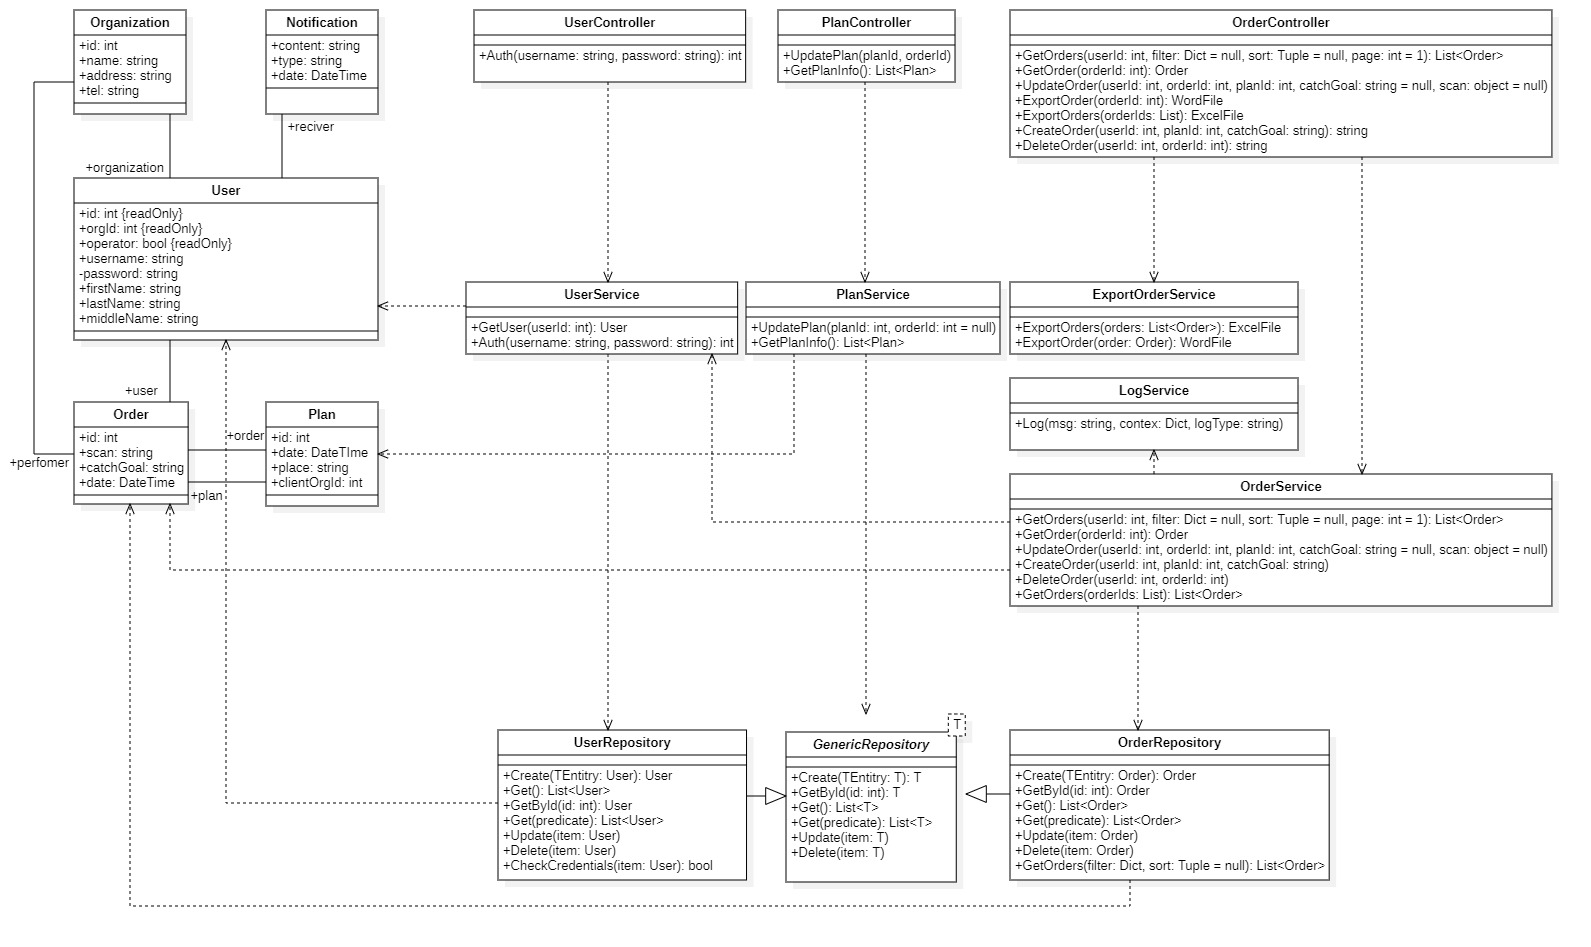 Organization
+id: int
+name: string
+address: string
+tel: string
Notification
+content: string
+type: string
+date: DateTime
UserController
+Auth(username: string, password: string): int
PlanController
+UpdatePlan(planId, orderId)
+GetPlanInfo(): List<Plan>
OrderController
+GetOrders(userId: int, filter: Dict = null, sort: Tuple = null, page: int = 1): List<Order>
+GetOrder(orderId: int): Order
+UpdateOrder(userId: int, orderId: int, planId: int, catchGoal: string = null, scan: object = null)
+ExportOrder(orderId: int): WordFile
+ExportOrders(orderIds: List): ExcelFile
+CreateOrder(userId: int, planId: int, catchGoal: string): string
+DeleteOrder(userId: int, orderId: int): string
+reciver
+organization
User
+id: int {readOnly}
+orgId: int {readOnly}
+operator: bool {readOnly}
+username: string
-password: string
+firstName: string
+lastName: string
+middleName: string
UserService
+GetUser(userId: int): User
+Auth(username: string, password: string): int
PlanService
+UpdatePlan(planId: int, orderId: int = null)
+GetPlanInfo(): List<Plan>
ExportOrderService
+ExportOrders(orders: List<Order>): ExcelFile
+ExportOrder(order: Order): WordFile
LogService
+Log(msg: string, contex: Dict, logType: string)
+user
Order
+id: int
+scan: string
+catchGoal: string
+date: DateTime
+order
+plan
+perfomer
Plan
+id: int
+date: DateTIme
+place: string
+clientOrgId: int
OrderService
+GetOrders(userId: int, filter: Dict = null, sort: Tuple = null, page: int = 1): List<Order>
+GetOrder(orderId: int): Order
+UpdateOrder(userId: int, orderId: int, planId: int, catchGoal: string = null, scan: object = null)
+CreateOrder(userId: int, planId: int, catchGoal: string)
+DeleteOrder(userId: int, orderId: int)
+GetOrders(orderIds: List): List<Order>
UserRepository
+Create(TEntity: User): User
+Get(): List<User>
+GetById(id: int): User
+Get(predicate): List<User>
+Update(item: User)
+Delete(item: User)
+CheckCredentials(item: User): bool
T
GenericRepository
+Create(TEntity: T): T
+GetById(id: int): T
+Get(): List<T>
+Get(predicate): List<T>
+Update(item: T)
+Delete(item: T)
OrderRepository
+Create(TEntity: Order): Order
+GetById(id: int): Order
+Get(): List<Order>
+Get(predicate): List<Order>
+Update(item: Order)
+Delete(item: Order)
+GetOrders(filter: Dict, sort: Tuple = null): List<Order>